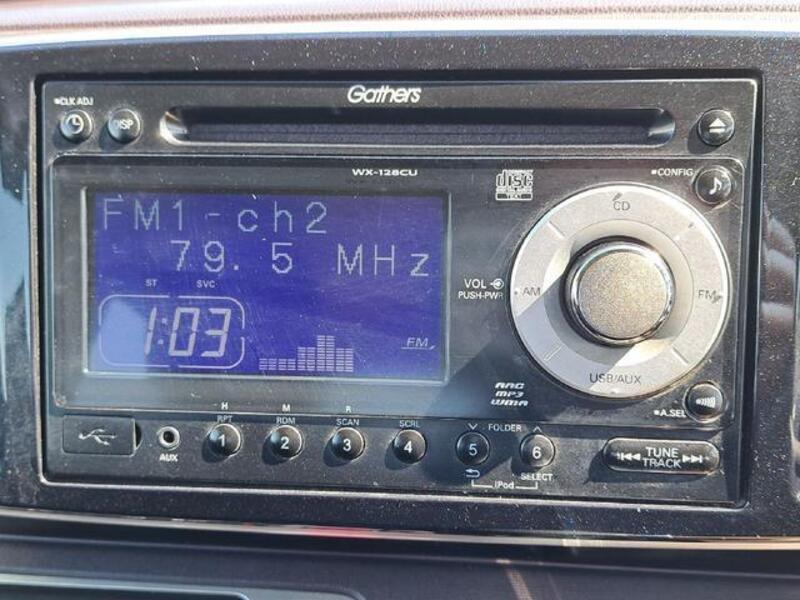 Gathers
•CLK ADJ
DISP
WX-128CU
disc
TEXT
•CONFIG
FM1-ch2
79.5 MHz
ST SVC
1:03
FM
CD
VOL
PUSH-PWR
AM
FM
USB/AUX
AAC
MP3
WMA
•A.SEL
H M R
RPT RDM SCAN SCRL FOLDER
1 2 3 4 5 6
AUX
SELECT
iPod
TUNE
TRACK